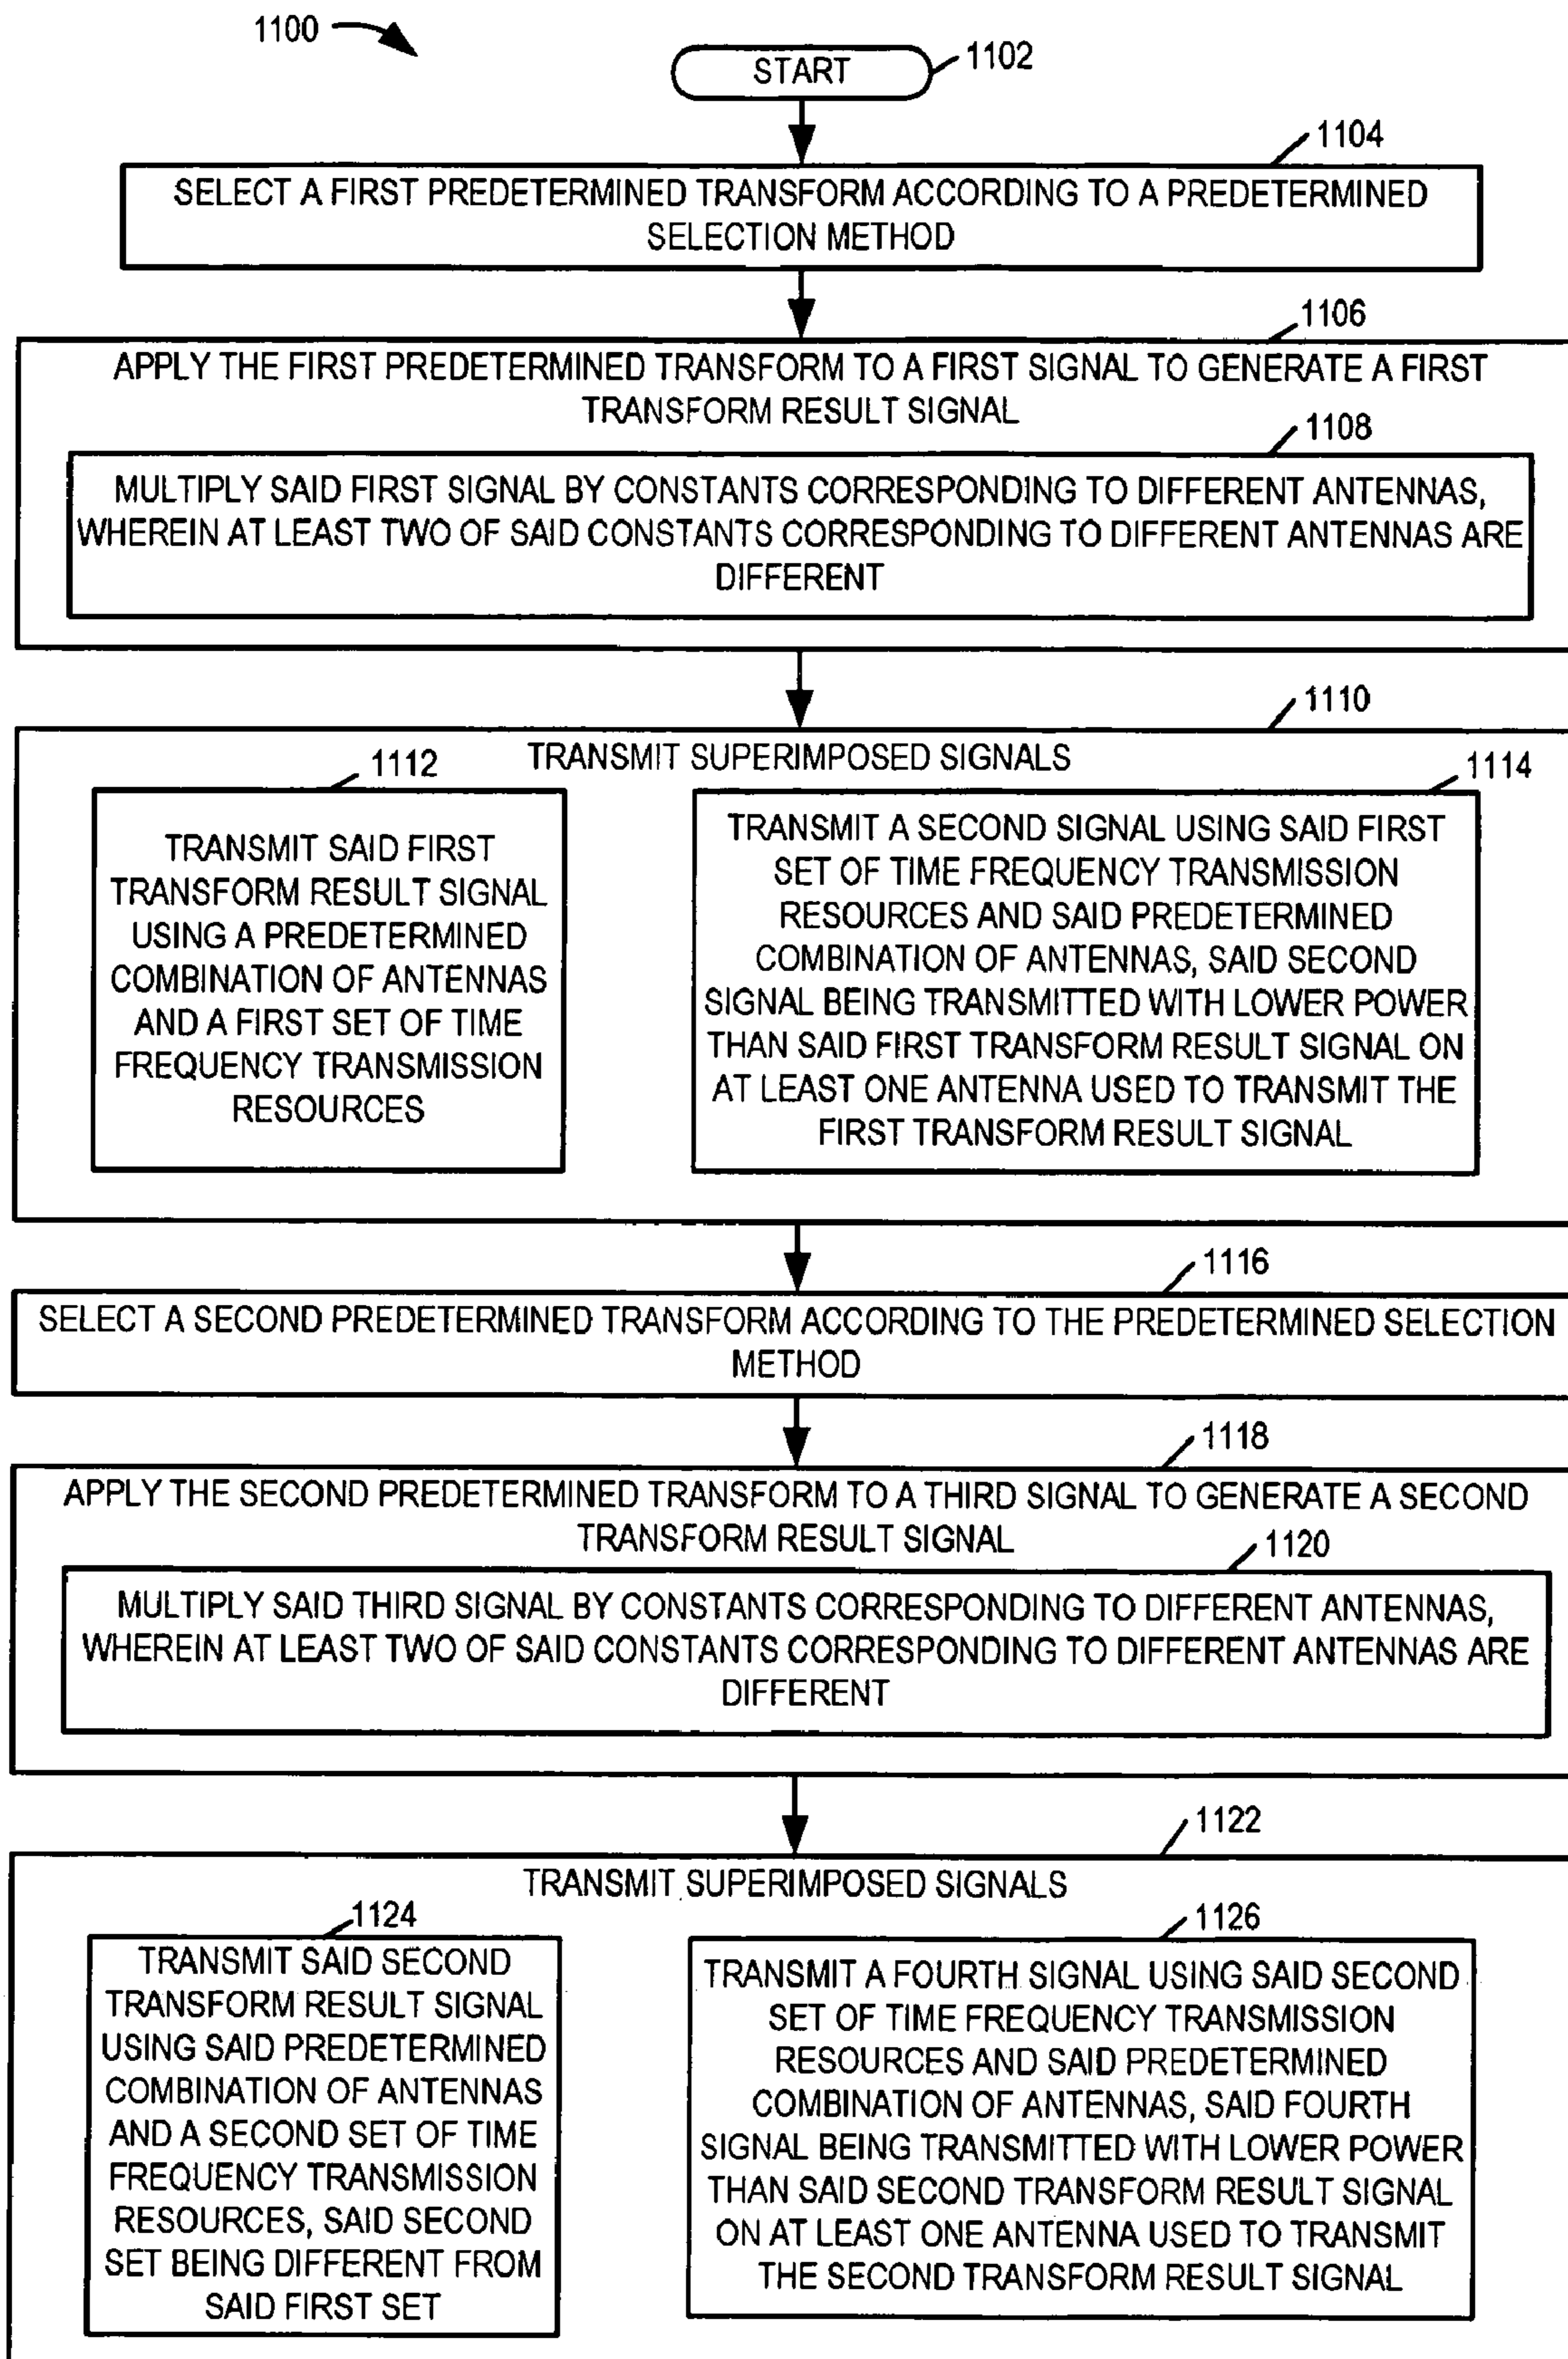 1100
START
1102
1104
SELECT A FIRST PREDETERMINED TRANSFORM ACCORDING TO A PREDETERMINED
SELECTION METHOD
1106
APPLY THE FIRST PREDETERMINED TRANSFORM TO A FIRST SIGNAL TO GENERATE A FIRST
TRANSFORM RESULT SIGNAL
1108
MULTIPLY SAID FIRST SIGNAL BY CONSTANTS CORRESPONDING TO DIFFERENT ANTENNAS,
WHEREIN AT LEAST TWO OF SAID CONSTANTS CORRESPONDING TO DIFFERENT ANTENNAS ARE
DIFFERENT
1110
TRANSMIT SUPERIMPOSED SIGNALS
1112
TRANSMIT SAID FIRST
TRANSFORM RESULT SIGNAL
USING A PREDETERMINED
COMBINATION OF ANTENNAS
AND A FIRST SET OF TIME
FREQUENCY TRANSMISSION
RESOURCES
1114
TRANSMIT A SECOND SIGNAL USING SAID FIRST
SET OF TIME FREQUENCY TRANSMISSION
RESOURCES AND SAID PREDETERMINED
COMBINATION OF ANTENNAS, SAID SECOND
SIGNAL BEING TRANSMITTED WITH LOWER POWER
THAN SAID FIRST TRANSFORM RESULT SIGNAL ON
AT LEAST ONE ANTENNA USED TO TRANSMIT THE
FIRST TRANSFORM RESULT SIGNAL
1116
SELECT A SECOND PREDETERMINED TRANSFORM ACCORDING TO THE PREDETERMINED SELECTION
METHOD
1118
APPLY THE SECOND PREDETERMINED TRANSFORM TO A THIRD SIGNAL TO GENERATE A SECOND
TRANSFORM RESULT SIGNAL
1120
MULTIPLY SAID THIRD SIGNAL BY CONSTANTS CORRESPONDING TO DIFFERENT ANTENNAS,
WHEREIN AT LEAST TWO OF SAID CONSTANTS CORRESPONDING TO DIFFERENT ANTENNAS ARE
DIFFERENT
1122
TRANSMIT SUPERIMPOSED SIGNALS
1124
TRANSMIT SAID SECOND
TRANSFORM RESULT SIGNAL
USING SAID PREDETERMINED
COMBINATION OF ANTENNAS
AND A SECOND SET OF TIME
FREQUENCY TRANSMISSION
RESOURCES, SAID SECOND
SET BEING DIFFERENT FROM
SAID FIRST SET
1126
TRANSMIT A FOURTH SIGNAL USING SAID SECOND
SET OF TIME FREQUENCY TRANSMISSION
RESOURCES AND SAID PREDETERMINED
COMBINATION OF ANTENNAS, SAID FOURTH
SIGNAL BEING TRANSMITTED WITH LOWER POWER
THAN SAID SECOND TRANSFORM RESULT SIGNAL
ON AT LEAST ONE ANTENNA USED TO TRANSMIT
THE SECOND TRANSFORM RESULT SIGNAL